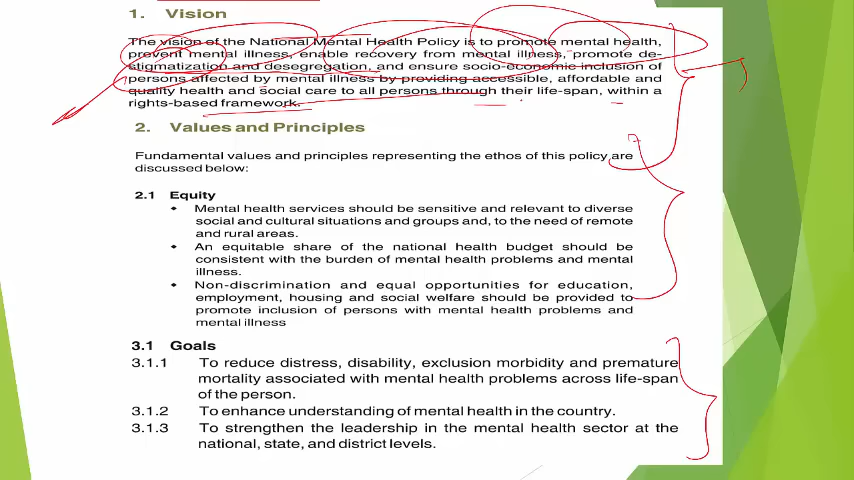 1. Vision
The vision of the National Mental Health Policy is to promote mental health,
prevent mental illness, enable recovery from mental illness, promote de-
stigmatization and desegregation, and ensure socio-economic inclusion of
persons affected by mental illness by providing accessible, affordable and
quality health and social care to all persons through their life-span, within a
rights-based framework.
2. Values and Principles
Fundamental values and principles representing the ethos of this policy are
discussed below:
2.1 Equity
• Mental health services should be sensitive and relevant to diverse
social and cultural situations and groups and, to the need of remote
and rural areas.
• An equitable share of the national health budget should be
consistent with the burden of mental health problems and mental
illness.
• Non-discrimination and equal opportunities for education,
employment, housing and social welfare should be provided to
promote inclusion of persons with mental health problems and
mental illness
3.1 Goals
3.1.1 To reduce distress, disability, exclusion morbidity and premature
mortality associated with mental health problems across life-span
of the person.
3.1.2 To enhance understanding of mental health in the country.
3.1.3 To strengthen the leadership in the mental health sector at the
national, state, and district levels.